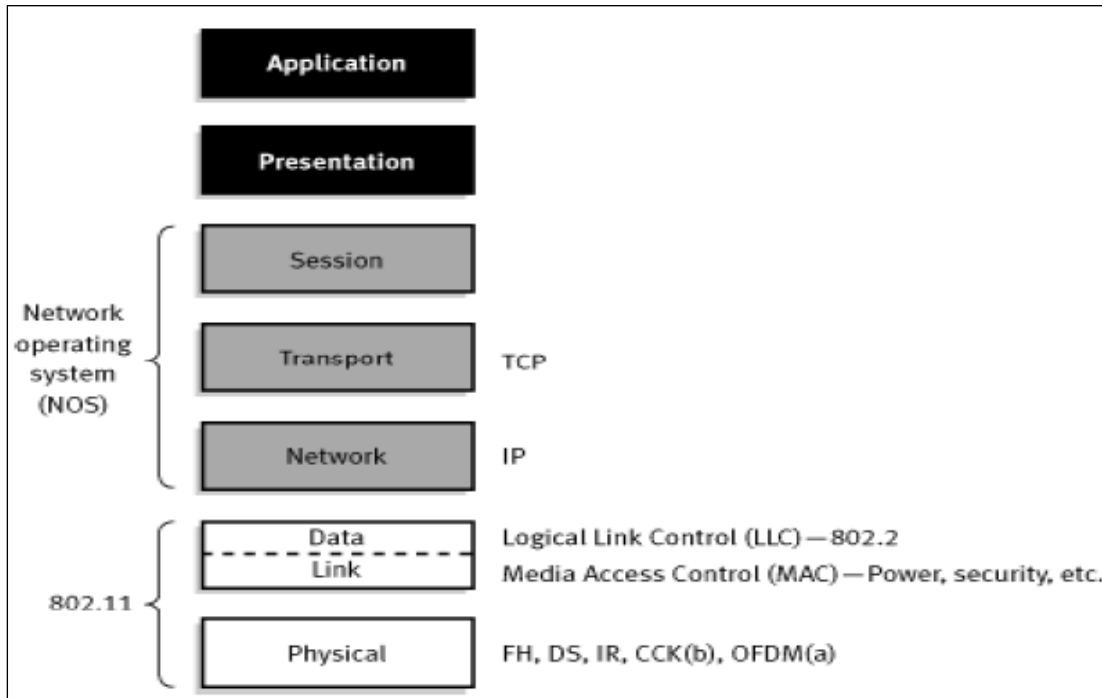 Application
Presentation
Session
Network
operating
system
(NOS)
Transport
TCP
Network
IP
802.11
Data
Link
Logical Link Control (LLC)—802.2
Media Access Control (MAC)—Power, security, etc.
Physical
FH, DS, IR, CCK(b), OFDM(a)